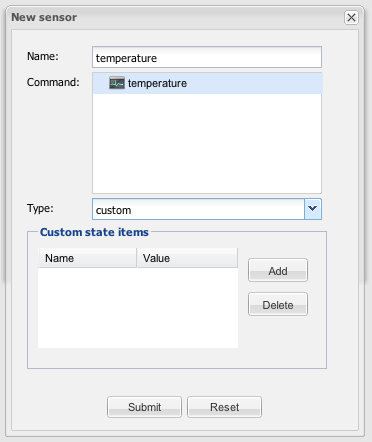 New sensor
Name: temperature
Command: temperature
Type: custom
Custom state items
Name Value
Add
Delete
Submit Reset